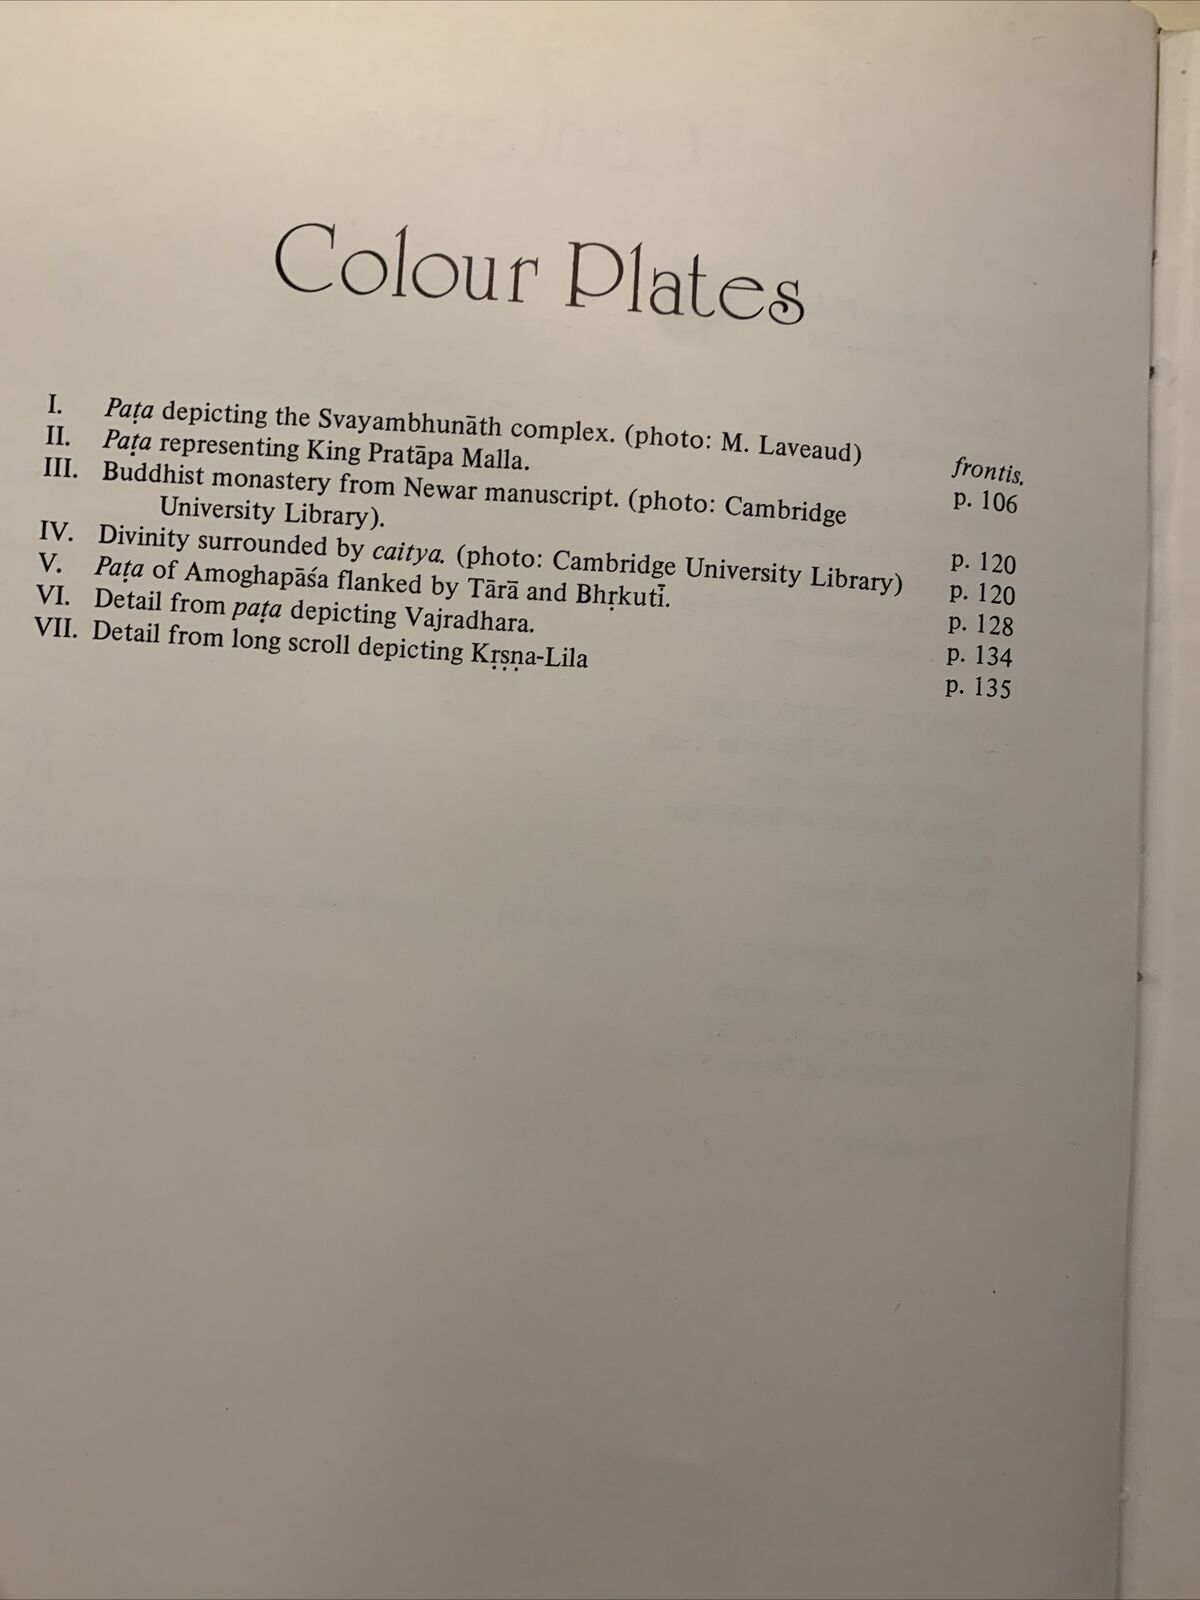 Colour Plates
I. Paṭa depicting the Svayambhunāth complex. (photo: M. Laveaud) frontis.
II. Paṭa representing King Pratāpa Malla. p. 106
III. Buddhist monastery from Newar manuscript. (photo: Cambridge
University Library). p. 120
IV. Divinity surrounded by caitya. (photo: Cambridge University Library) p. 120
V. Paṭa of Amoghapāśa flanked by Tārā and Bhṛkutī. p. 128
VI. Detail from paṭa depicting Vajradhara. p. 134
VII. Detail from long scroll depicting Kṛṣṇa-Lila p. 135